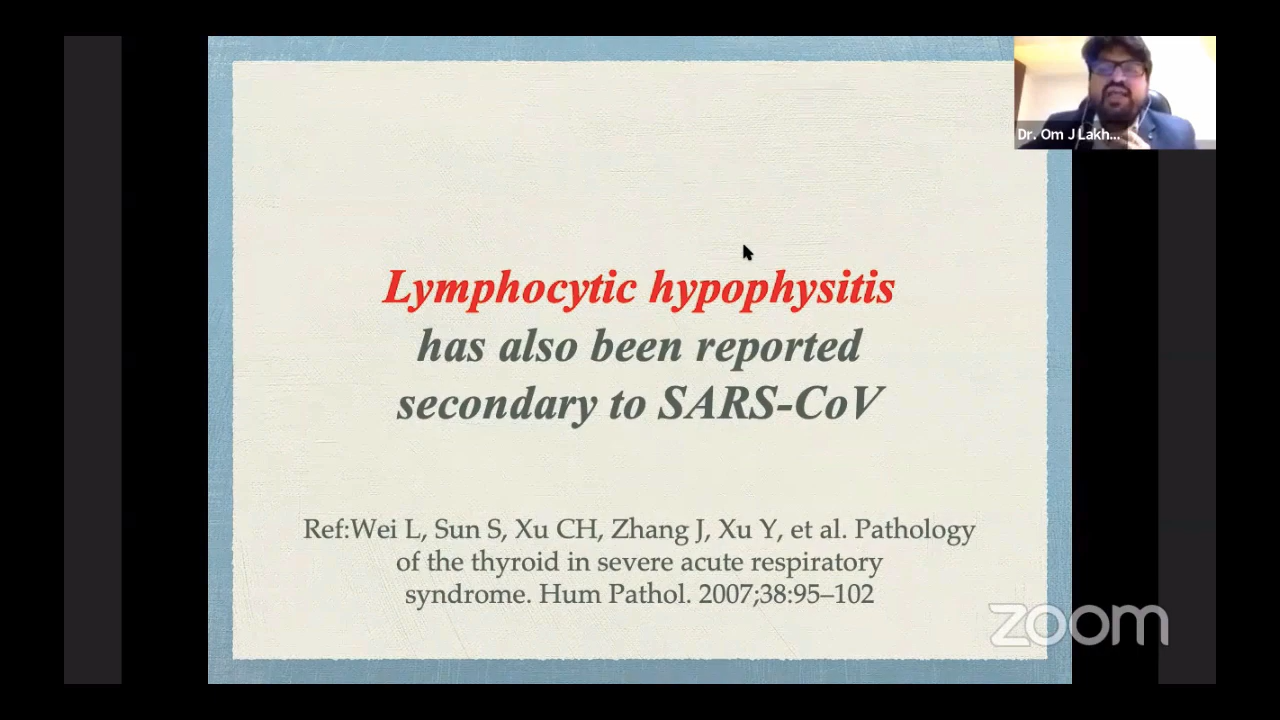 Dr. Om J Lakh...
Lymphocytic hypophysitis
has also been reported
secondary to SARS-CoV
Ref:Wei L, Sun S, Xu CH, Zhang J, Xu Y, et al. Pathology
of the thyroid in severe acute respiratory
syndrome. Hum Pathol. 2007;38:95–102
zoom